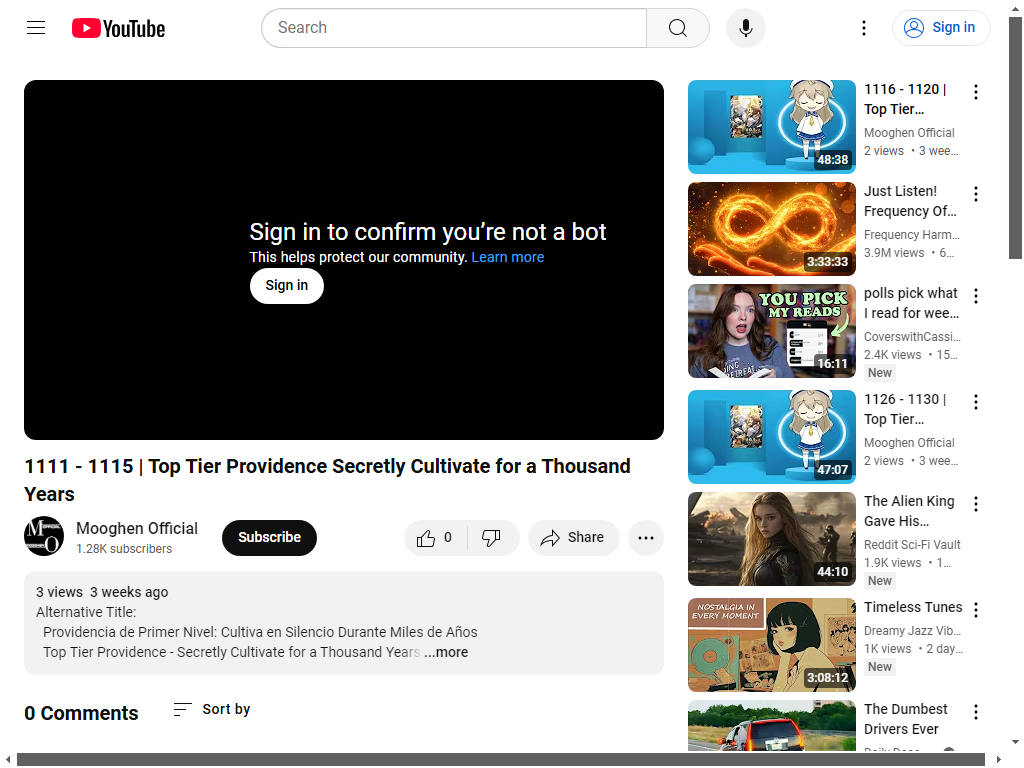 YouTube
Search
Sign in
Sign in to confirm you’re not a bot
This helps protect our community. Learn more
Sign in
1111 - 1115 | Top Tier Providence Secretly Cultivate for a Thousand
Years
Mooghen Official
1.28K subscribers
Subscribe
0
Share
3 views 3 weeks ago
Alternative Title:
Providencia de Primer Nivel: Cultiva en Silencio Durante Miles de Años
Top Tier Providence - Secretly Cultivate for a Thousand Years ...more
0 Comments
Sort by
48:38
1116 - 1120 |
Top Tier…
Mooghen Official
2 views • 3 wee…
3:33:33
Just Listen!
Frequency Of…
Frequency Harm…
3.9M views • 6…
YOU PICK
MY READS
16:11
polls pick what
I read for wee…
CoverswithCassi…
2.4K views • 15…
New
47:07
1126 - 1130 |
Top Tier…
Mooghen Official
2 views • 3 wee…
44:10
The Alien King
Gave His…
Reddit Sci-Fi Vault
1.9K views • 1…
New
NOSTALGIA IN
EVERY MOMENT
3:08:12
Timeless Tunes
Dreamy Jazz Vib…
1K views • 2 day…
New
The Dumbest
Drivers Ever